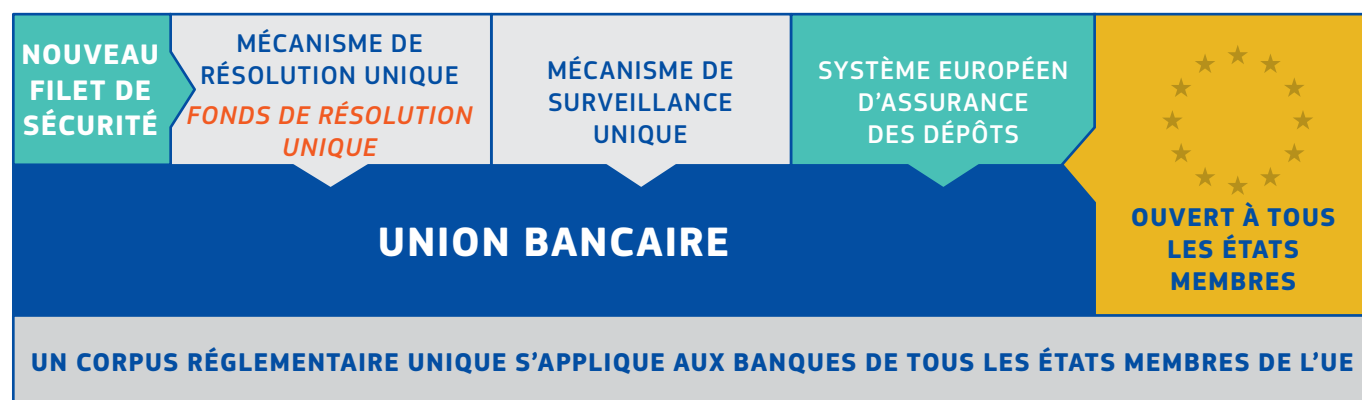 NOUVEAU
FILET DE
SÉCURITÉ
MÉCANISME DE
RÉSOLUTION UNIQUE
FONDS DE RÉSOLUTION
UNIQUE
MÉCANISME DE
SURVEILLANCE
UNIQUE
SYSTÈME EUROPÉEN
D’ASSURANCE
DES DÉPÔTS
OUVERT À TOUS
LES ÉTATS
MEMBRES
UNION BANCAIRE
UN CORPUS RÉGLEMENTAIRE UNIQUE S’APPLIQUE AUX BANQUES DE TOUS LES ÉTATS MEMBRES DE L’UE